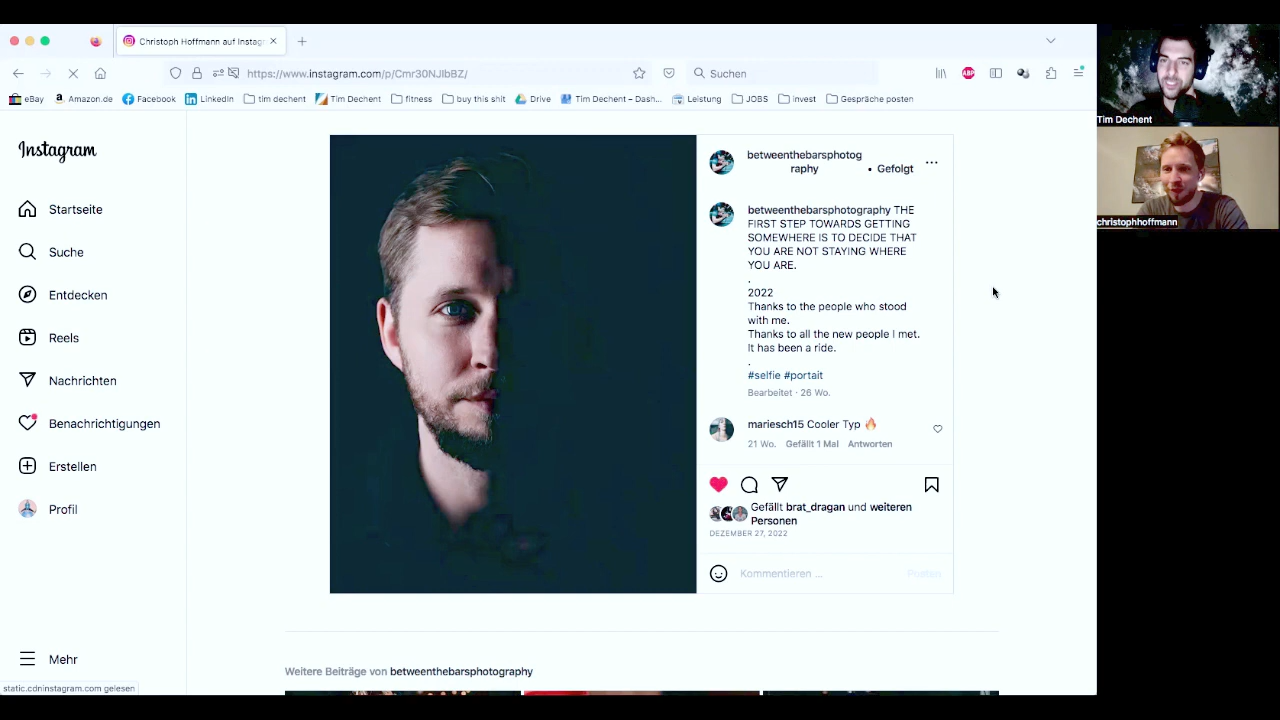 Christoph Hoffmann auf Instagr
https://www.instagram.com/p/Cmr30NJIbBZ/
Suchen
ABP
eBay
Amazon.de
Facebook
LinkedIn
tim dechent
Tim Dechent
fitness
buy this shit
Drive
Tim Dechent – Dash...
Leistung
JOBS
invest
Gespräche posten
Tim Dechent
christophhoffmann
Instagram
Startseite
Suche
Entdecken
Reels
Nachrichten
Benachrichtigungen
Erstellen
Profil
Mehr
static.cdninstagram.com gelesen
betweenthebarsphotog
raphy • Gefolgt
betweenthebarsphotography THE
FIRST STEP TOWARDS GETTING
SOMEWHERE IS TO DECIDE THAT
YOU ARE NOT STAYING WHERE
YOU ARE.
.
2022
Thanks to the people who stood
with me.
Thanks to all the new people I met.
It has been a ride.
.
#selfie #portait
Bearbeitet · 26 Wo.
mariesch15 Cooler Typ 🔥
21 Wo. Gefällt 1 Mal Antworten
Gefällt brat_dragan und weiteren
Personen
DEZEMBER 27, 2022
Kommentieren ...
Posten
Weitere Beiträge von betweenthebarsphotography